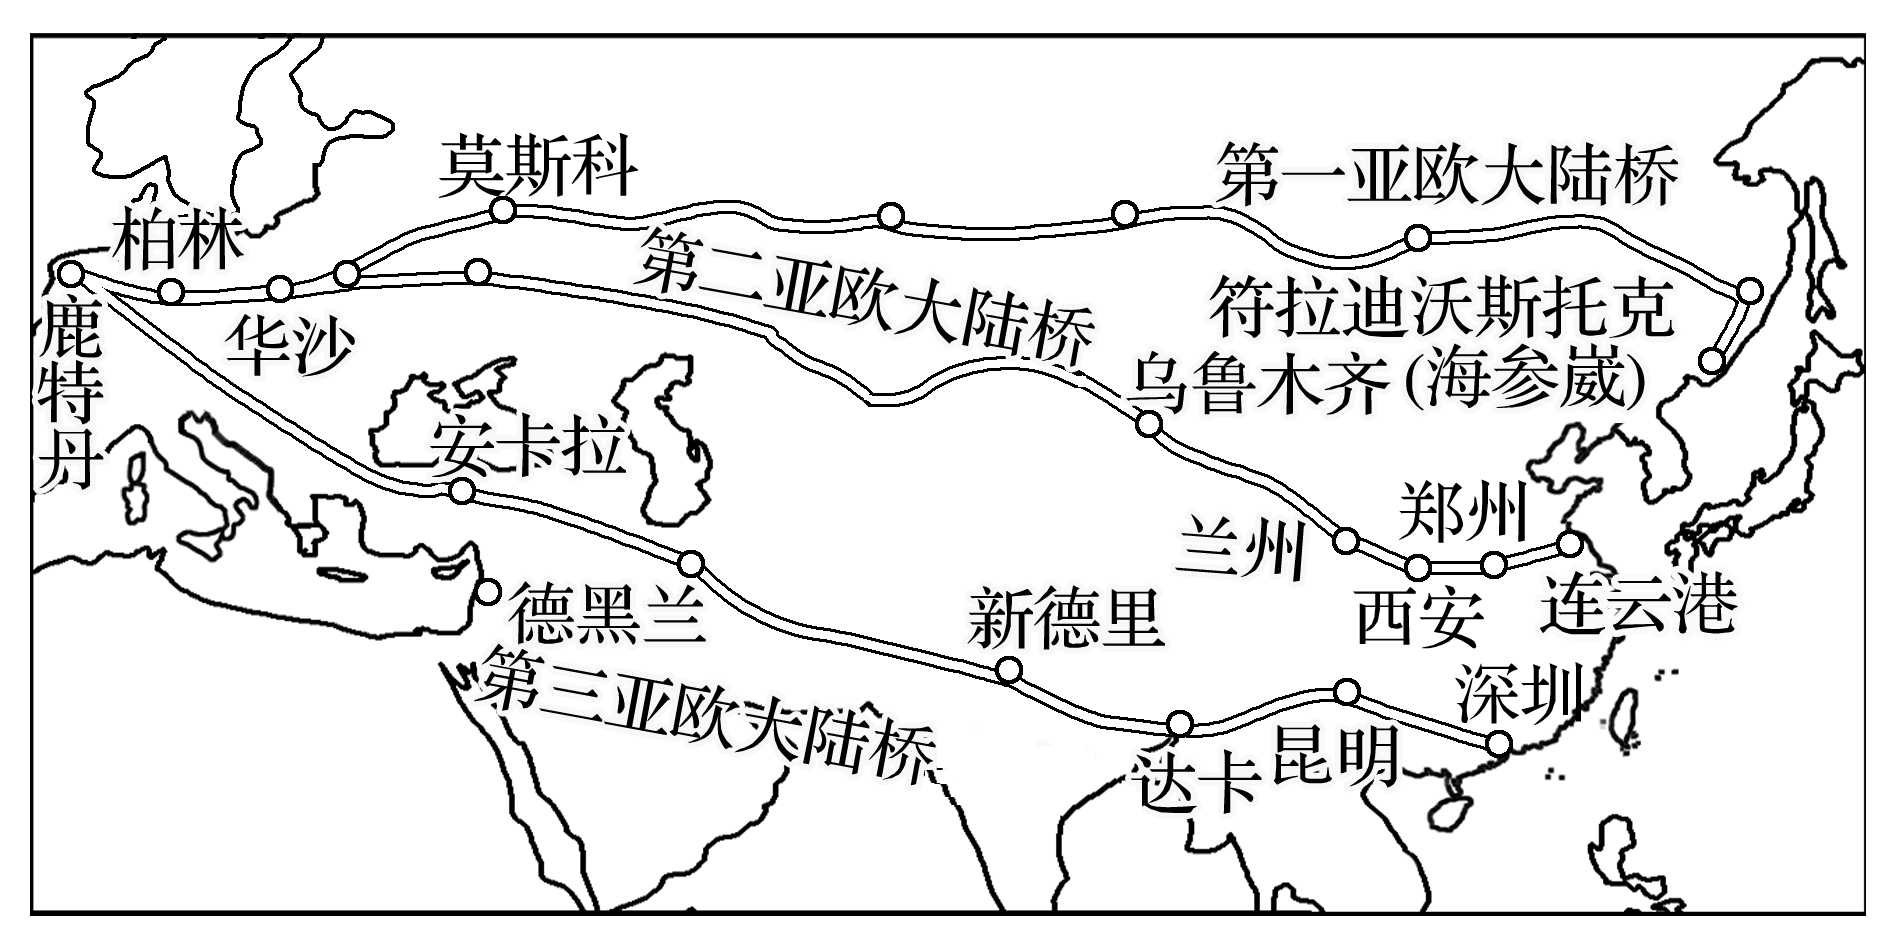 莫斯科
第一亚欧大陆桥
柏林
第二亚欧大陆桥
符拉迪沃斯托克
(海参崴)
鹿特丹
华沙
乌鲁木齐
安卡拉
郑州
兰州
德黑兰
新德里
西安
连云港
第三亚欧大陆桥
深圳
达卡
昆明